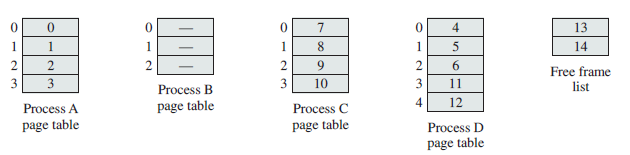 0 0
1 1
2 2
3 3
Process A
page table
0 —
1 —
2 —
Process B
page table
0 7
1 8
2 9
3 10
Process C
page table
0 4
1 5
2 6
3 11
4 12
Process D
page table
13
14
Free frame
list